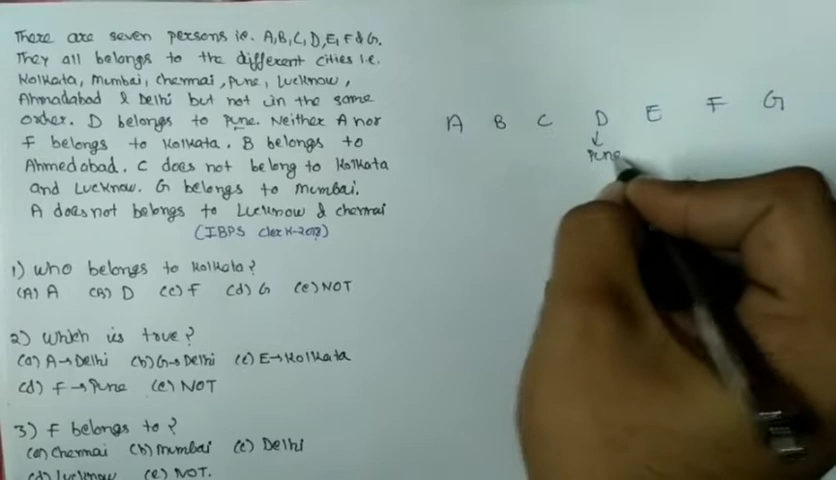 There are seven persons i.e. A,B,C,D,E,F & G.
They all belongs to the different cities i.e.
Kolkata, Mumbai, Chennai, Pune, Lucknow,
Ahmadabad & Delhi but not in the same
order. D belongs to Pune. Neither A nor
F belongs to Kolkata. B belongs to
Ahmedabad. C does not belong to Kolkata
and Lucknow. G belongs to Mumbai.
A does not belongs to Lucknow & Chennai
(IBPS Clerk-2018)
1) Who belongs to Kolkata?
(A) A (B) D (c) F (d) G (e) NOT
2) Which is true?
(a) A→Delhi (b) G→Delhi (c) E→Kolkata
(d) F→Pune (e) NOT
3) F belongs to?
(a) Chennai (b) Mumbai (c) Delhi
(d) Lucknow (e) NOT.
A B C D E F G
Pune